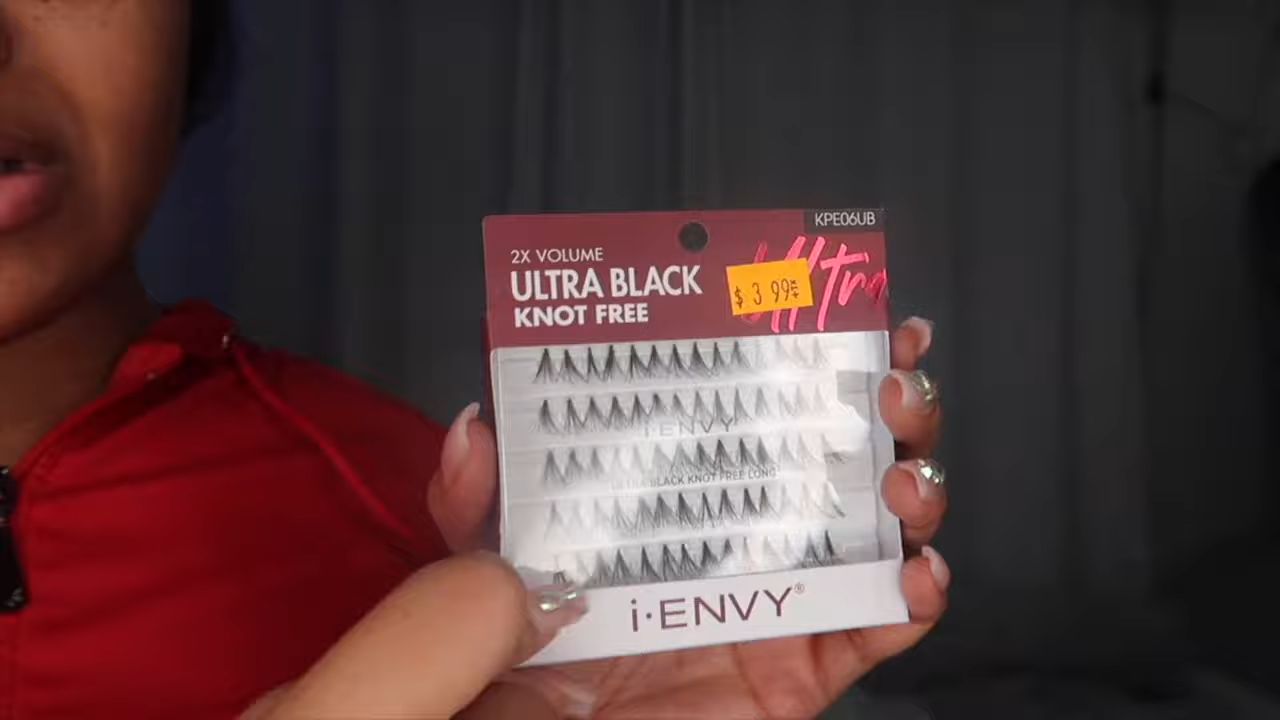 KPE06UB
2X VOLUME
ULTRA BLACK
KNOT FREE
Ultra
$ 3 99
i·ENVY
ULTRA BLACK KNOT FREE LONG
i·ENVY®